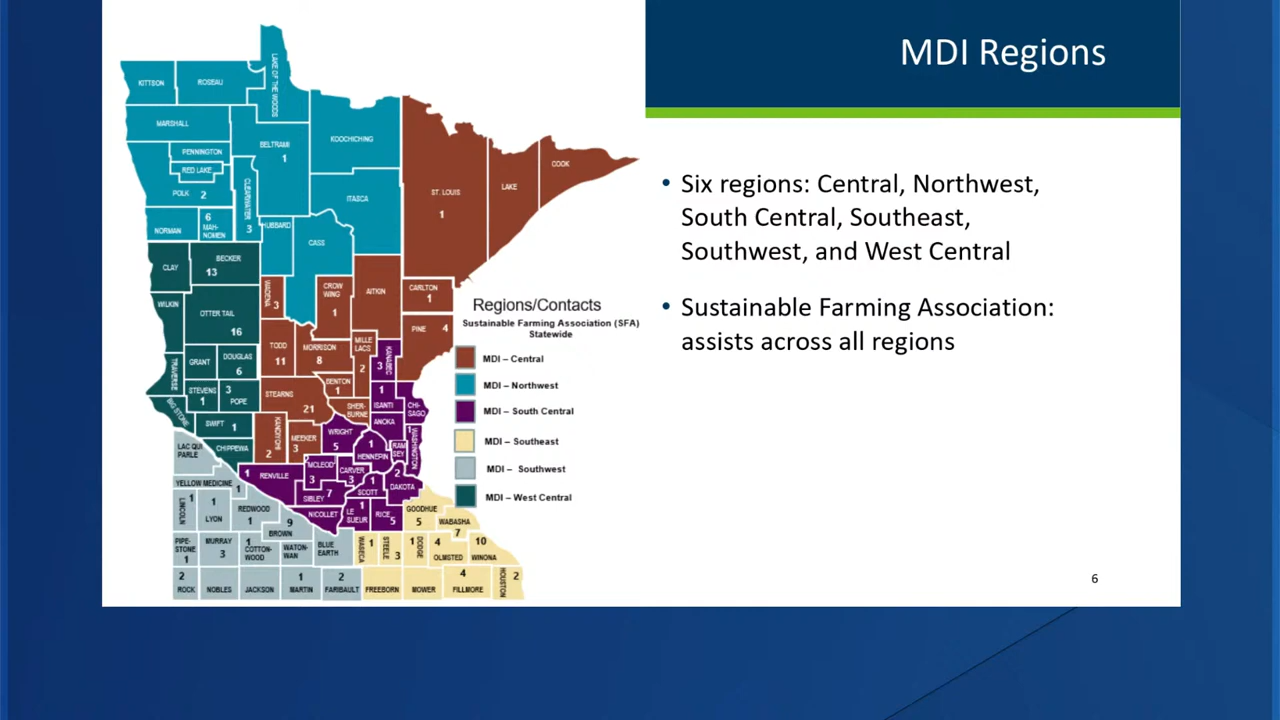 MDI Regions
• Six regions: Central, Northwest,
South Central, Southeast,
Southwest, and West Central
• Sustainable Farming Association:
assists across all regions
Regions/Contacts
Sustainable Farming Association (SFA)
Statewide
MDI – Central
MDI – Northwest
MDI – South Central
MDI – Southeast
MDI – Southwest
MDI – West Central
KITTSON
ROSEAU
LAKE OF THE WOODS
MARSHALL
KOOCHICHING
BELTRAMI
1
PENNINGTON
RED LAKE
POLK 2
CLEARWATER
3
ITASCA
ST. LOUIS
1
LAKE
COOK
NORMAN
6
MAH-
NOMEN
HUBBARD
CASS
CLAY
BECKER
13
WADENA
3
CROW
WING
1
AITKIN
CARLTON
1
WILKIN
OTTER TAIL
16
PINE 4
TODD
11
MORRISON
8
MILLE
LACS
2
KANABEC
3
GRANT
DOUGLAS
6
TRAVERSE
STEVENS
1
3
POPE
STEARNS
21
BENTON
1
1
ISANTI
CHI-
SAGO
BIG STONE
SWIFT 1
SHER-
BURNE
ANOKA
KANDIYOHI
2
MEEKER
3
WRIGHT
5
1
HENNEPIN
RAM
SEY
1
WASHINGTON
LAC QUI
PARLE
CHIPPEWA
1
RENVILLE
MCLEOD
3
CARVER
3
1
SCOTT
2
DAKOTA
YELLOW MEDICINE 1
SIBLEY 7
LINCOLN
1
1
LYON
REDWOOD
1
9
BROWN
NICOLLET
1
LE
SUEUR
RICE
5
GOODHUE
5
WABASHA
7
PIPE-
STONE
1
MURRAY
3
1
COTTON-
WOOD
WATON-
WAN
BLUE
EARTH
WASECA
1
STEELE
3
1
DODGE
4
OLMSTED
10
WINONA
2
ROCK
NOBLES
JACKSON
1
MARTIN
2
FARIBAULT
FREEBORN
MOWER
4
FILLMORE
HOUSTON
2
6